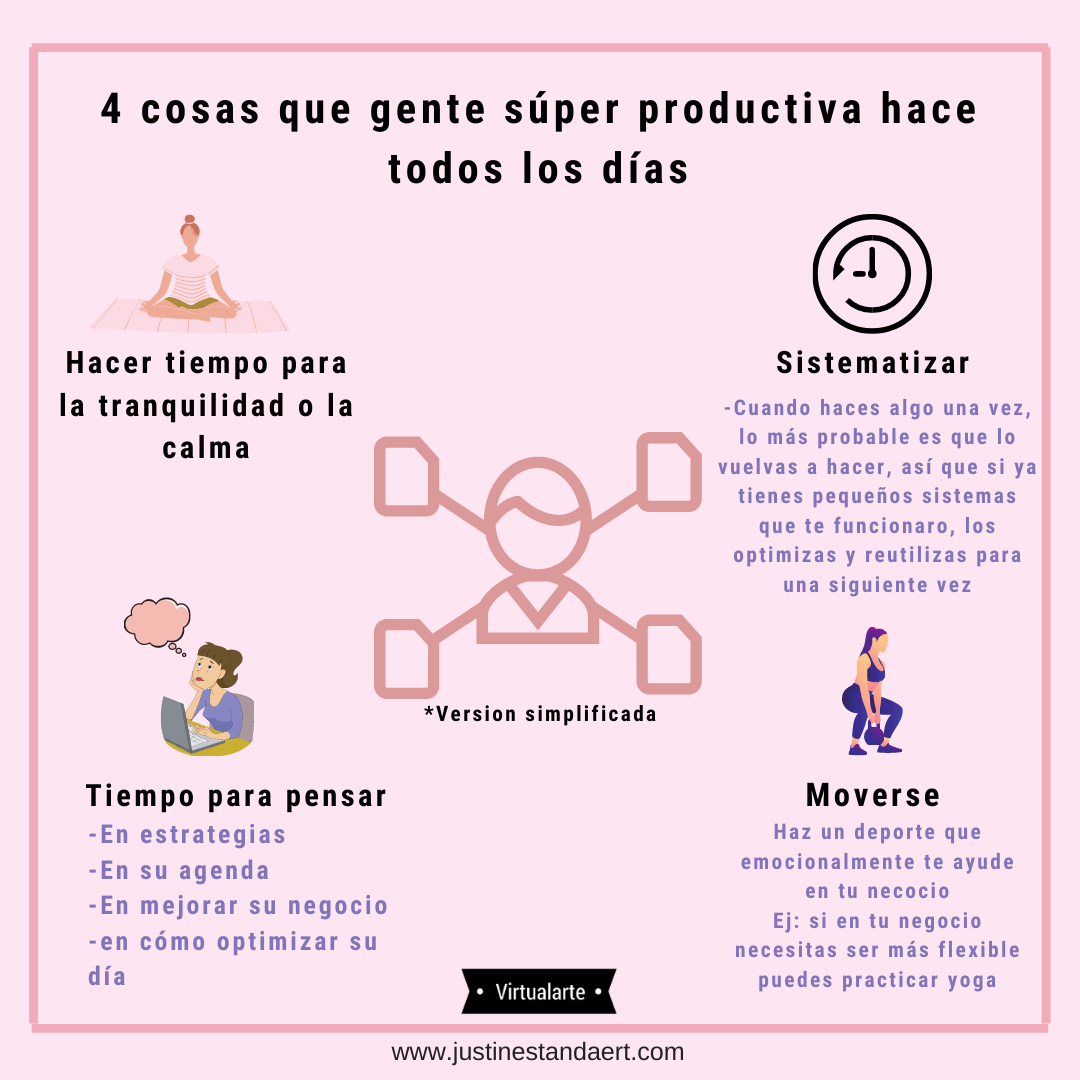 4 cosas que gente súper productiva hace
todos los días
Hacer tiempo para
la tranquilidad o la
calma
Sistematizar
-Cuando haces algo una vez,
lo más probable es que lo
vuelvas a hacer, así que si ya
tienes pequeños sistemas
que te funcionaro, los
optimizas y reutilizas para
una siguiente vez
*Version simplificada
Tiempo para pensar
-En estrategias
-En su agenda
-En mejorar su negocio
-en cómo optimizar su
día
Moverse
Haz un deporte que
emocionalmente te ayude
en tu necocio
Ej: si en tu negocio
necesitas ser más flexible
puedes practicar yoga
• Virtualarte •
www.justinestandaert.com